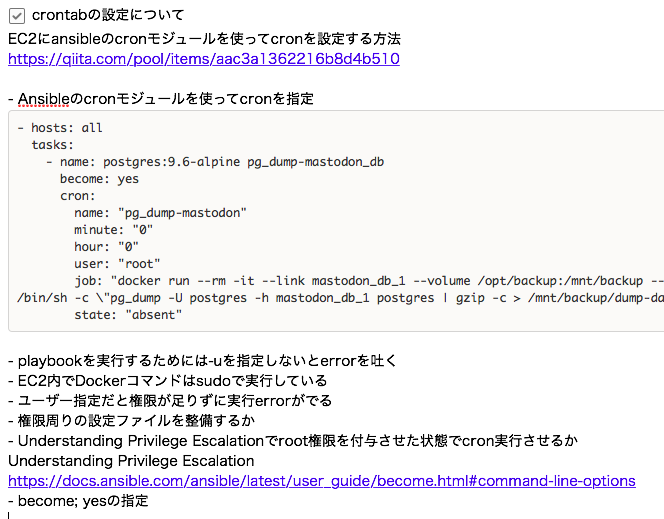 crontabの設定について
EC2にansibleのcronモジュールを使ってcronを設定する方法
https://qiita.com/pool/items/aac3a1362216b8d4b510
- Ansibleのcronモジュールを使ってcronを指定
- hosts: all
tasks:
- name: postgres:9.6-alpine pg_dump-mastodon_db
become: yes
cron:
name: "pg_dump-mastodon"
minute: "0"
hour: "0"
user: "root"
job: "docker run --rm -it --link mastodon_db_1 --volume /opt/backup:/mnt/backup --
/bin/sh -c \"pg_dump -U postgres -h mastodon_db_1 postgres | gzip -c > /mnt/backup/dump-da
state: "absent"
- playbookを実行するためには-uを指定しないとerrorを吐く
- EC2内でDockerコマンドはsudoで実行している
- ユーザー指定だと権限が足りずに実行errorがでる
- 権限周りの設定ファイルを整備するか
- Understanding Privilege Escalationでroot権限を付与させた状態でcron実行させるか
Understanding Privilege Escalation
https://docs.ansible.com/ansible/latest/user_guide/become.html#command-line-options
- become; yesの指定